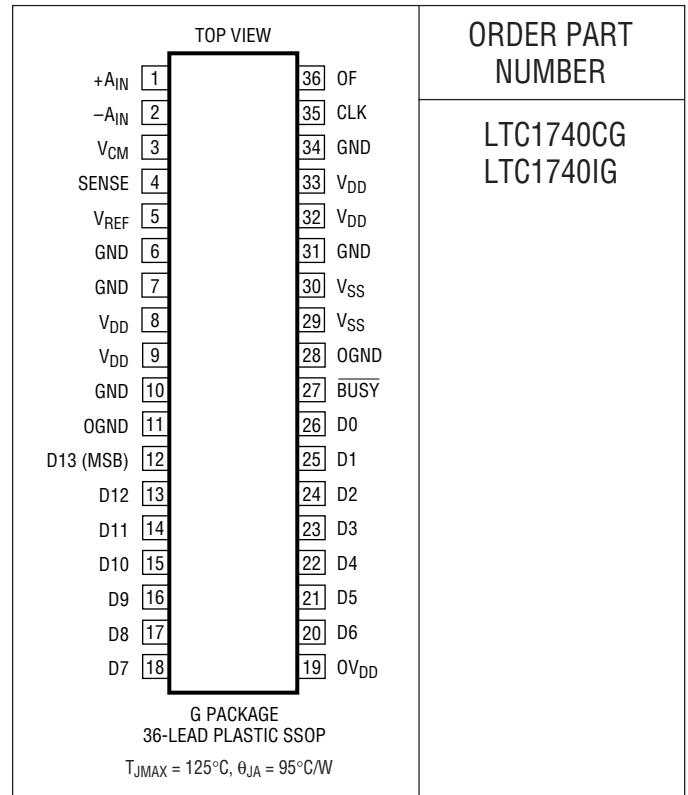 TOP VIEW
+AIN 1
–AIN 2
VCM 3
SENSE 4
VREF 5
GND 6
GND 7
VDD 8
VDD 9
GND 10
OGND 11
D13 (MSB) 12
D12 13
D11 14
D10 15
D9 16
D8 17
D7 18
36 OF
35 CLK
34 GND
33 VDD
32 VDD
31 GND
30 VSS
29 VSS
28 OGND
27 BUSY
26 D0
25 D1
24 D2
23 D3
22 D4
21 D5
20 D6
19 OVDD
G PACKAGE
36-LEAD PLASTIC SSOP
TJMAX = 125°C, θJA = 95°C/W
ORDER PART
NUMBER
LTC1740CG
LTC1740IG